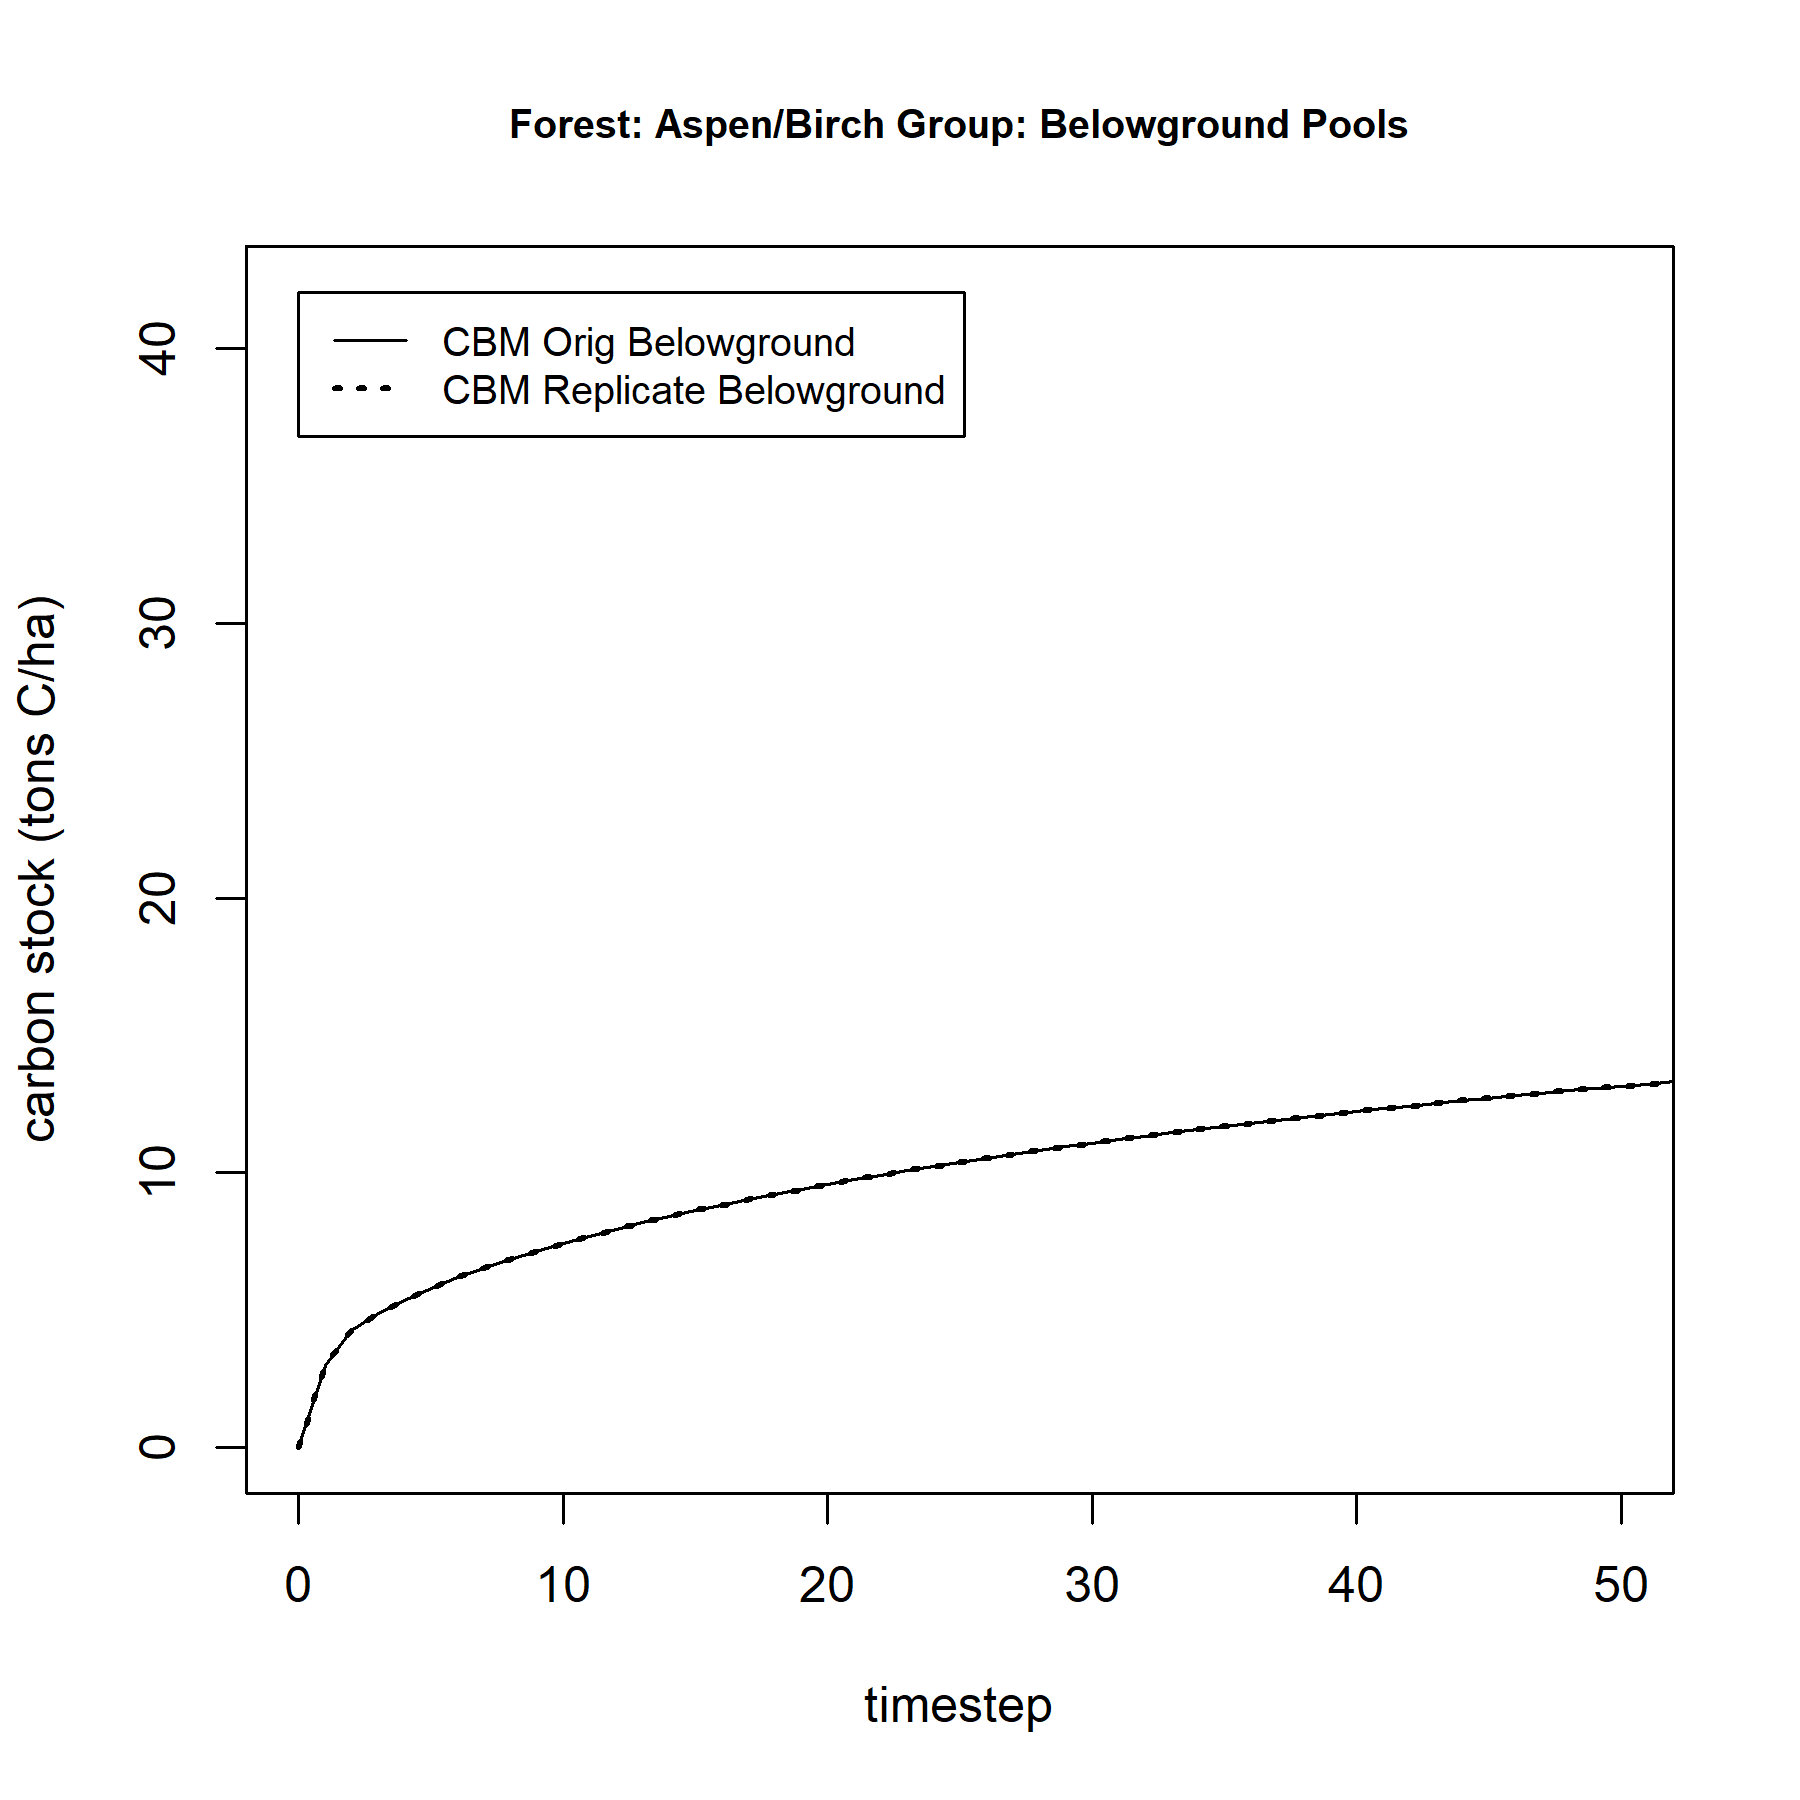 Forest: Aspen/Birch Group: Belowground Pools
CBM Orig Belowground
CBM Replicate Belowground
carbon stock (tons C/ha)
40
30
20
10
0
0 10 20 30 40 50
timestep